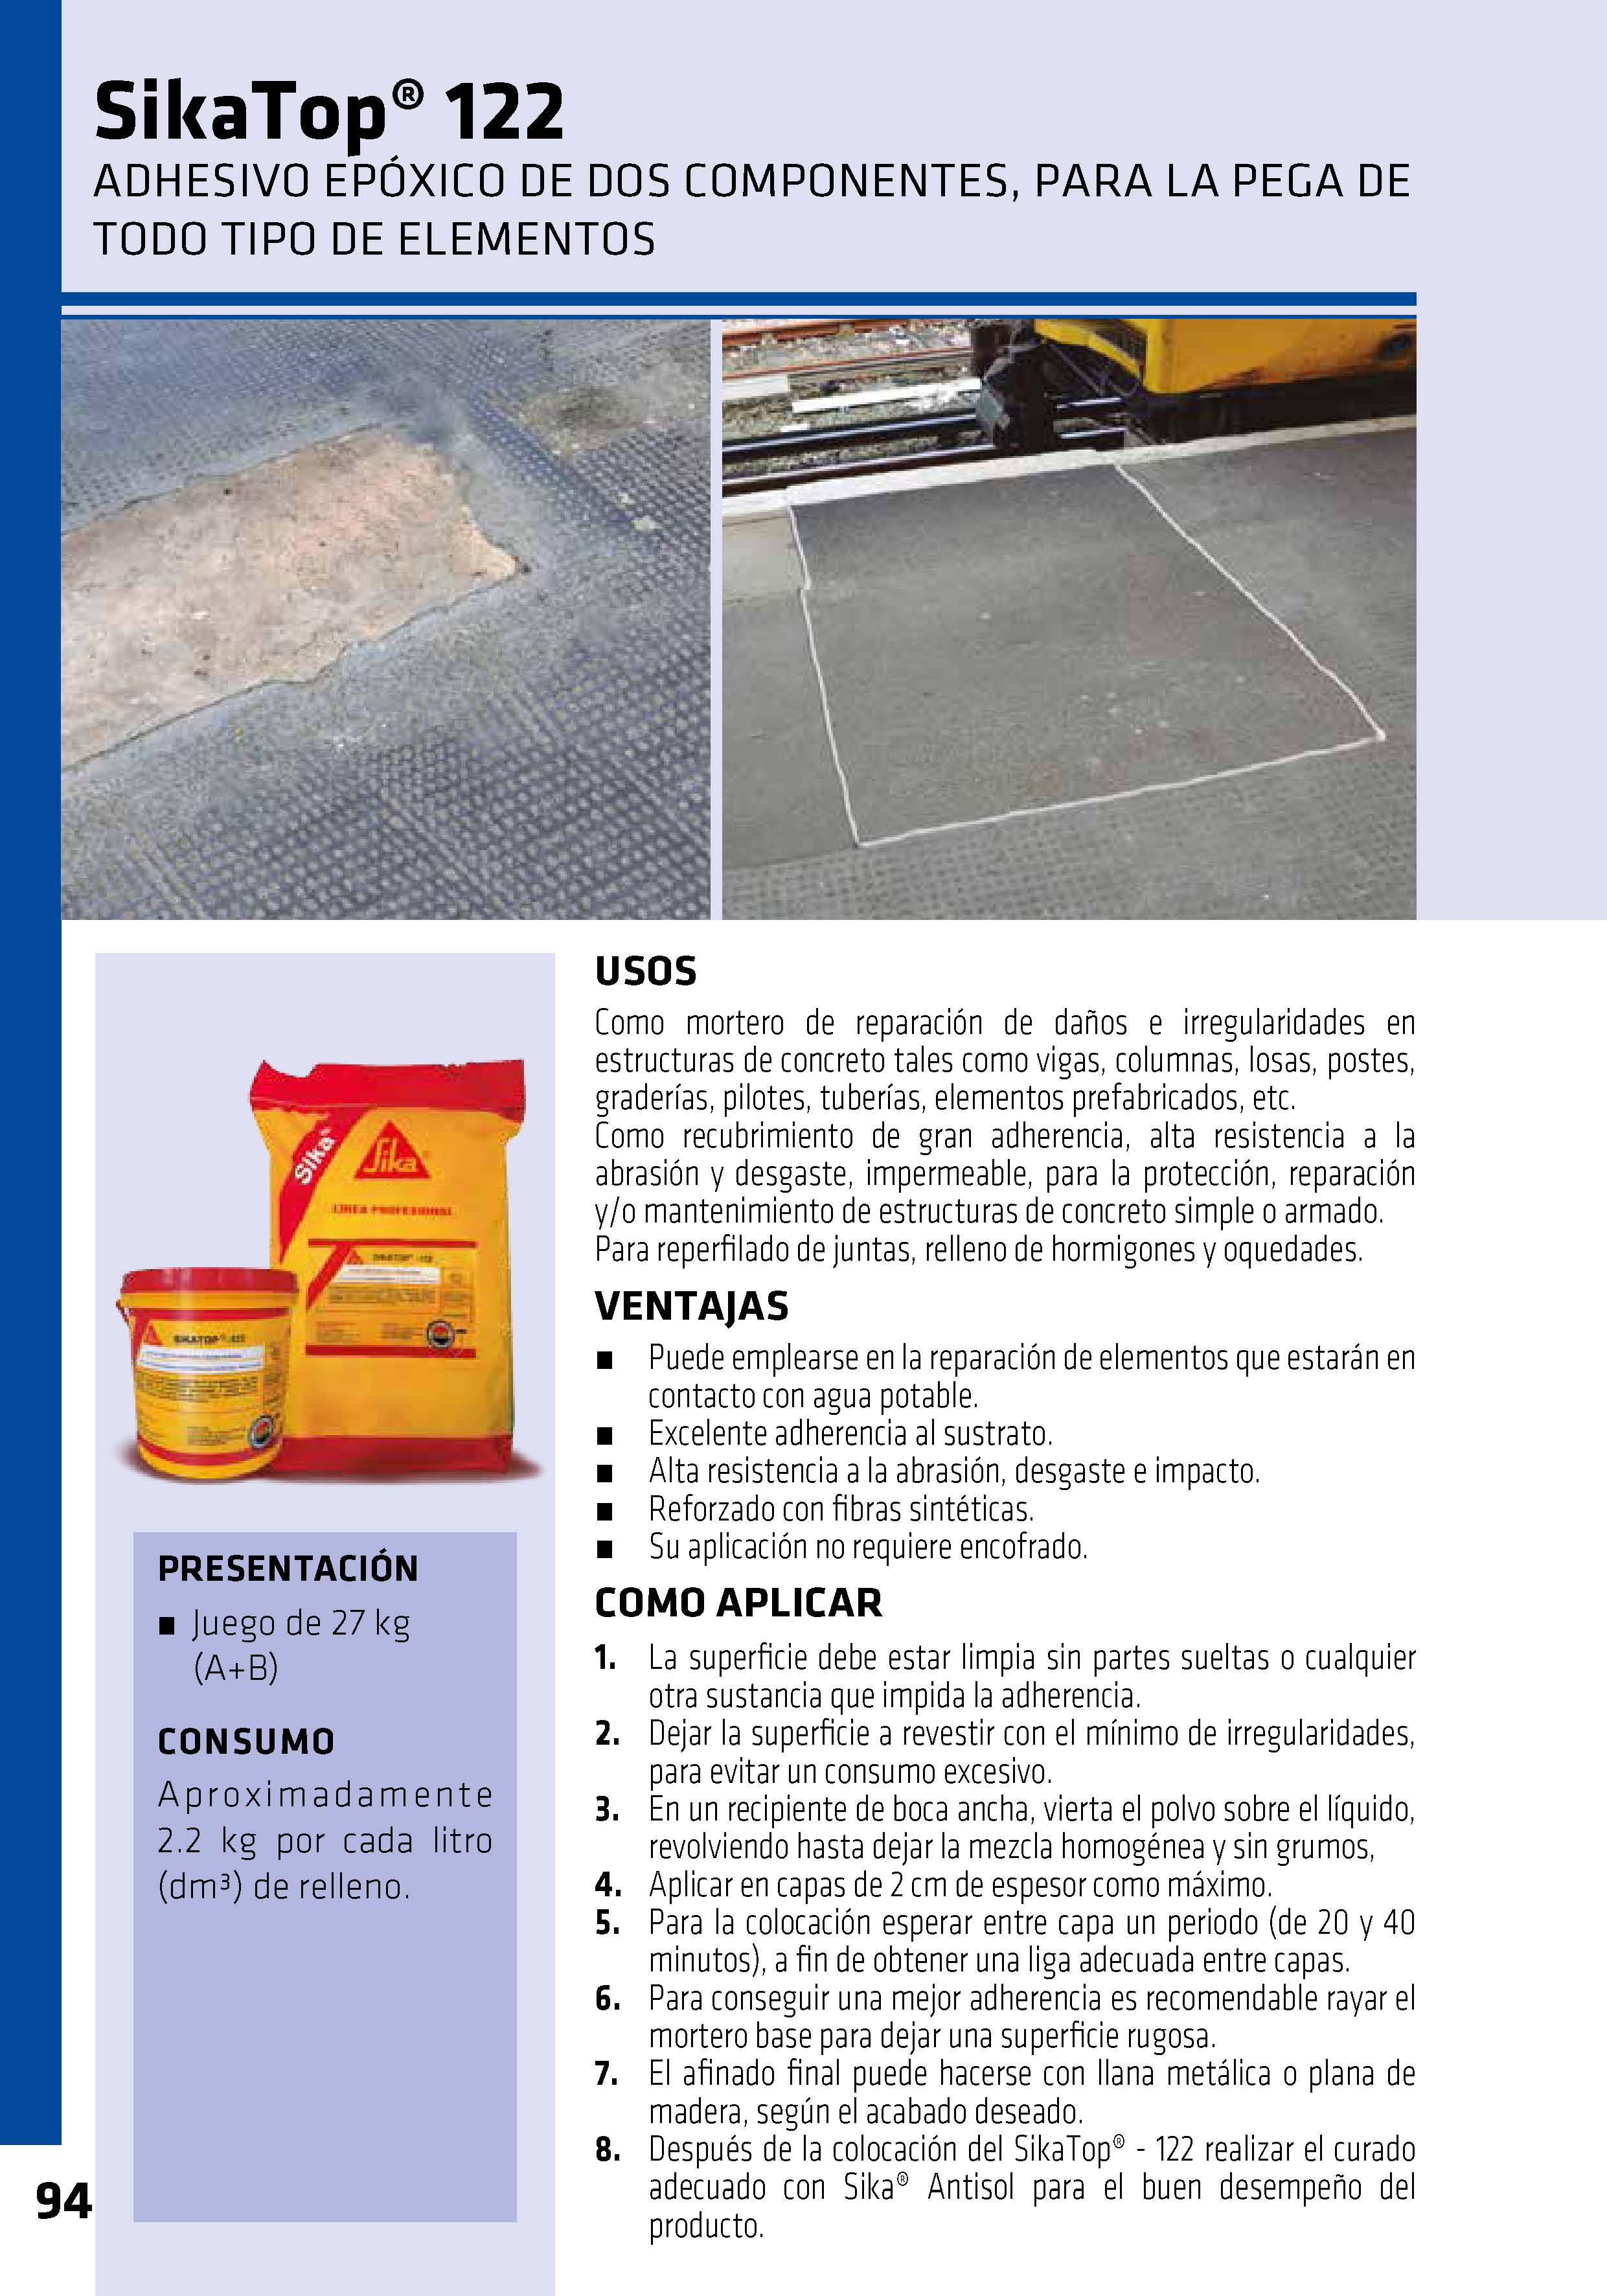 SikaTop® 122
ADHESIVO EPÓXICO DE DOS COMPONENTES, PARA LA PEGA DE
TODO TIPO DE ELEMENTOS
Sika®
Sika®
LÍNEA PROFESIONAL
SIKATOP® -122
SIKATOP® -122
PRESENTACIÓN
■ Juego de 27 kg
(A+B)
CONSUMO
Aproximadamente
2.2 kg por cada litro
(dm³) de relleno.
USOS
Como mortero de reparación de daños e irregularidades en
estructuras de concreto tales como vigas, columnas, losas, postes,
graderías, pilotes, tuberías, elementos prefabricados, etc.
Como recubrimiento de gran adherencia, alta resistencia a la
abrasión y desgaste, impermeable, para la protección, reparación
y/o mantenimiento de estructuras de concreto simple o armado.
Para reperfilado de juntas, relleno de hormigones y oquedades.
VENTAJAS
■ Puede emplearse en la reparación de elementos que estarán en
contacto con agua potable.
■ Excelente adherencia al sustrato.
■ Alta resistencia a la abrasión, desgaste e impacto.
■ Reforzado con fibras sintéticas.
■ Su aplicación no requiere encofrado.
COMO APLICAR
1. La superficie debe estar limpia sin partes sueltas o cualquier
otra sustancia que impida la adherencia.
2. Dejar la superficie a revestir con el mínimo de irregularidades,
para evitar un consumo excesivo.
3. En un recipiente de boca ancha, vierta el polvo sobre el líquido,
revolviendo hasta dejar la mezcla homogénea y sin grumos,
4. Aplicar en capas de 2 cm de espesor como máximo.
5. Para la colocación esperar entre capa un periodo (de 20 y 40
minutos), a fin de obtener una liga adecuada entre capas.
6. Para conseguir una mejor adherencia es recomendable rayar el
mortero base para dejar una superficie rugosa.
7. El afinado final puede hacerse con llana metálica o plana de
madera, según el acabado deseado.
8. Después de la colocación del SikaTop® - 122 realizar el curado
adecuado con Sika® Antisol para el buen desempeño del
producto.
94